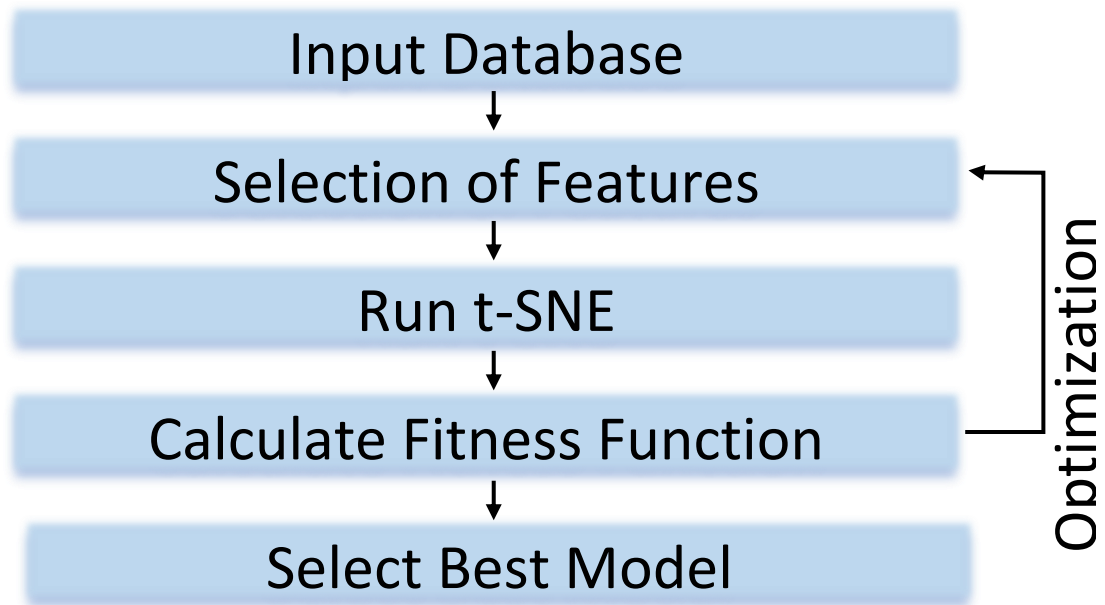 Input Database
Selection of Features
Run t-SNE
Calculate Fitness Function
Select Best Model
Optimization